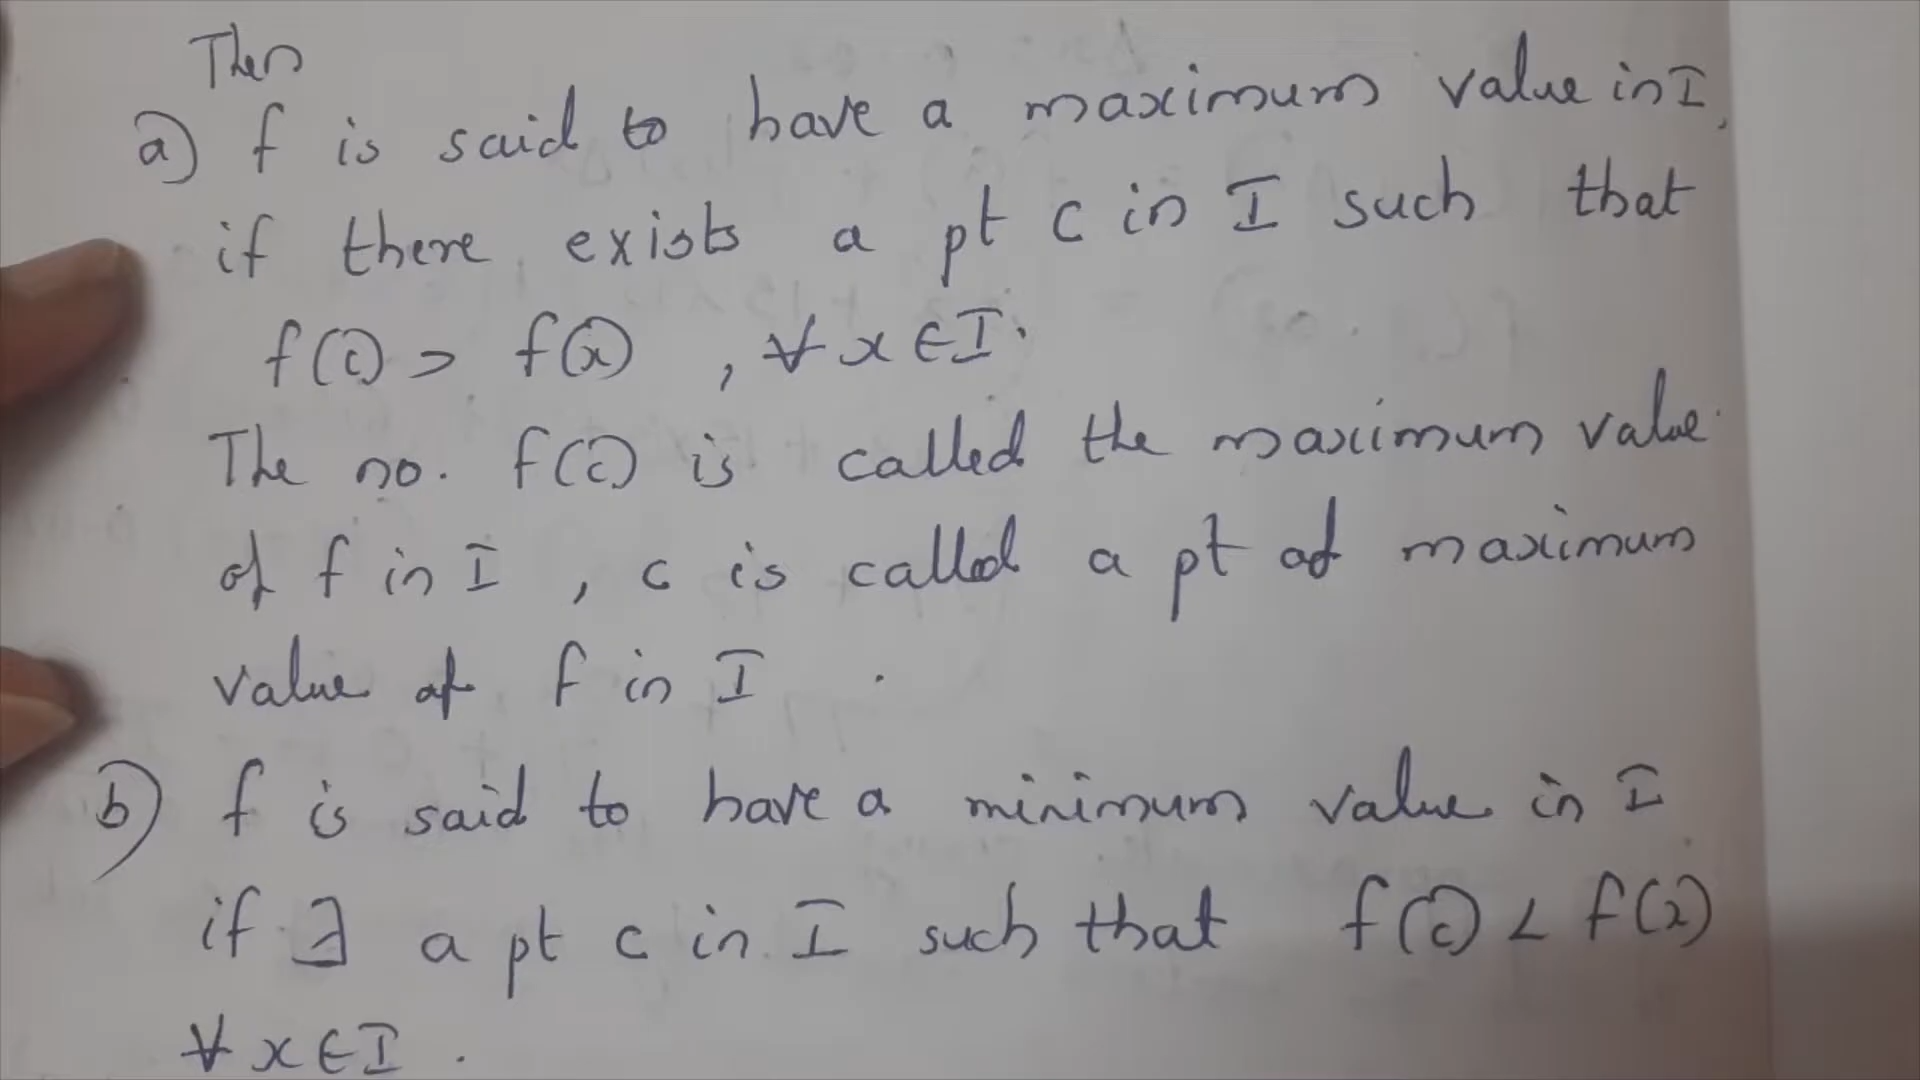 Then
a) f is said to have a maximum value in I,
if there exists a pt c in I such that
f(c) > f(x) , ∀ x ∈ I.
The no. f(c) is called the maximum value
of f in I , c is called a pt of maximum
value of f in I .
b) f is said to have a minimum value in I
if ∃ a pt c in I such that f(c) < f(x)
∀ x ∈ I .